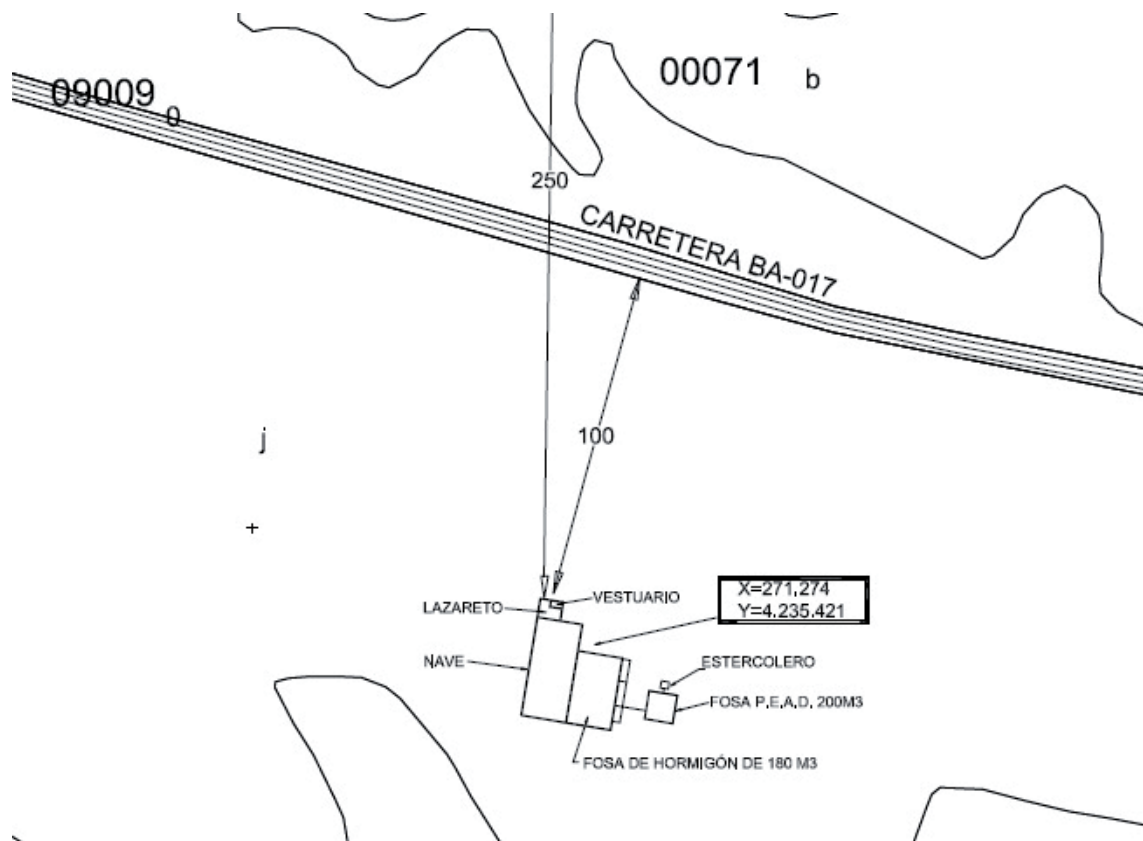 00071 b
09009 0
250
CARRETERA BA-017
100
j
X=271,274
Y=4.235.421
VESTUARIO
LAZARETO
NAVE
ESTERCOLERO
FOSA P.E.A.D. 200M3
FOSA DE HORMIGÓN DE 180 M3